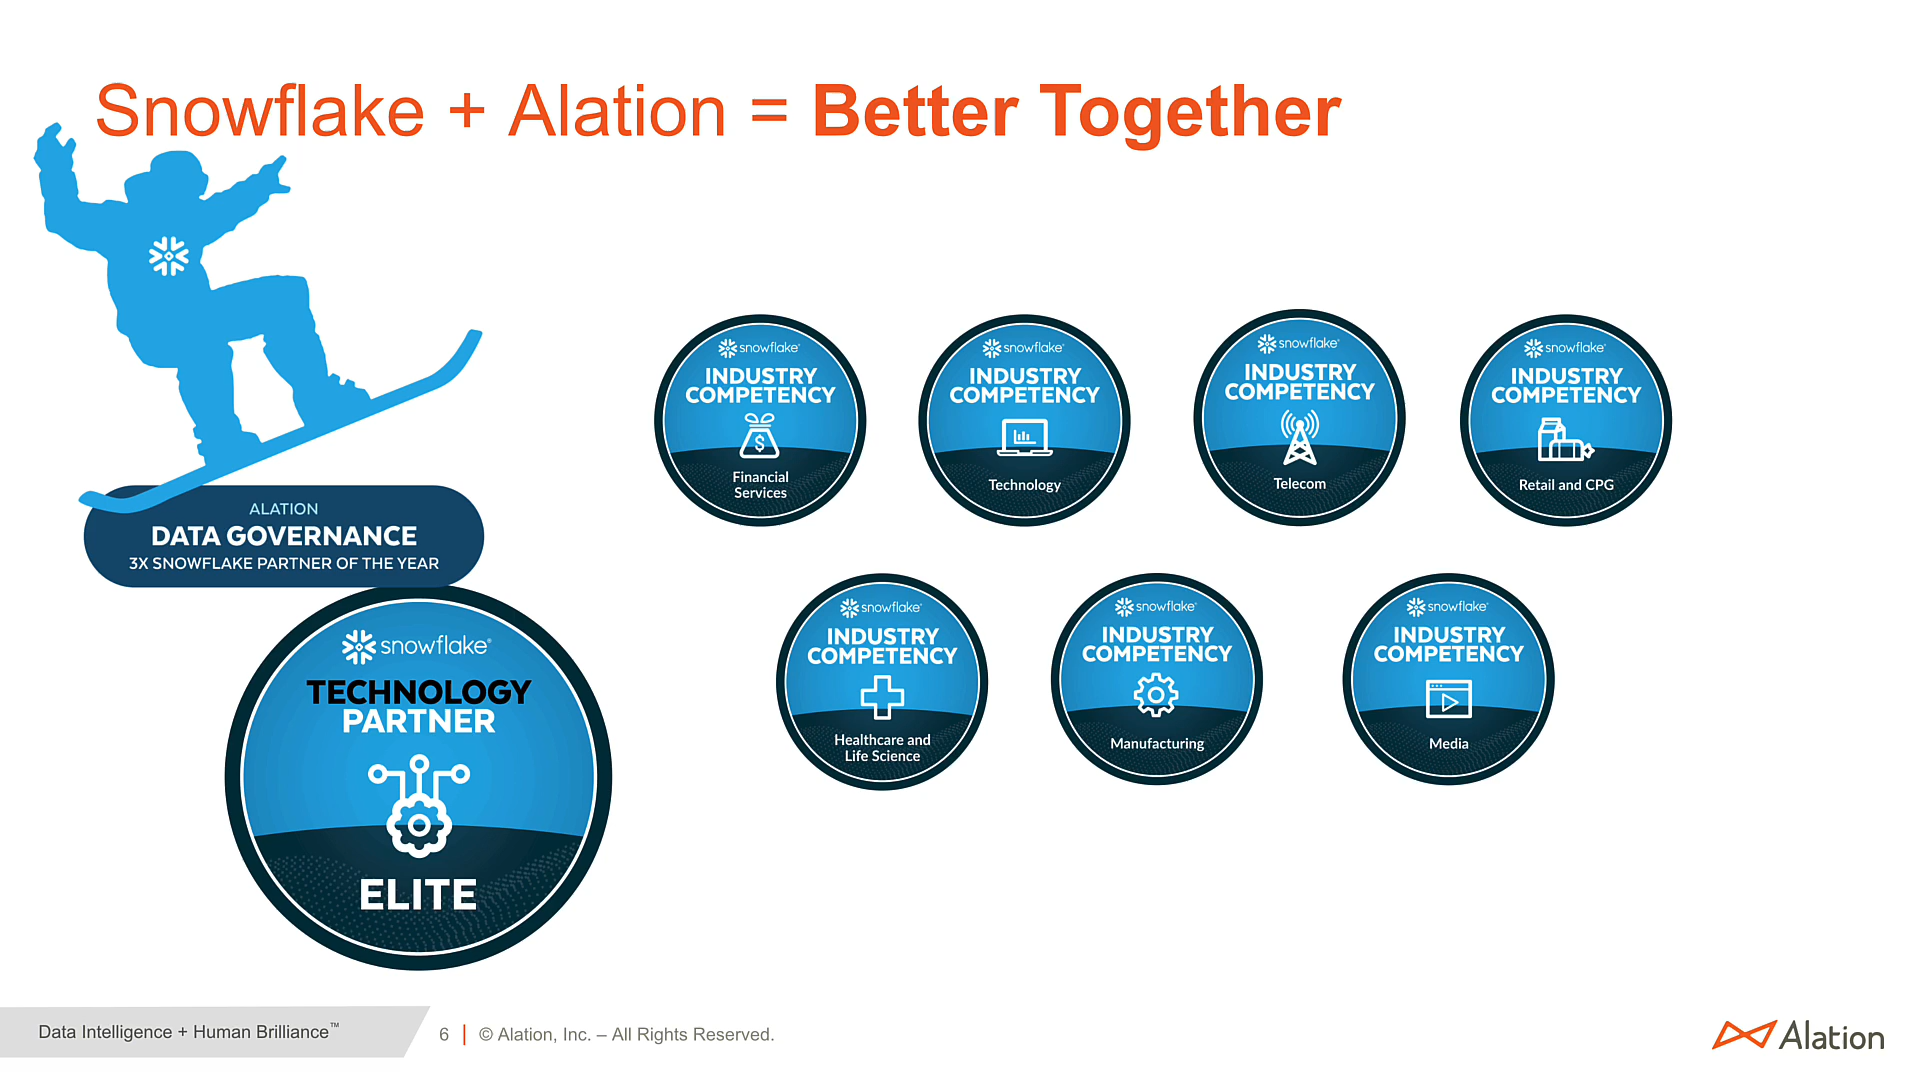 Snowflake + Alation = Better Together
ALATION
DATA GOVERNANCE
3X SNOWFLAKE PARTNER OF THE YEAR
snowflake®
TECHNOLOGY
PARTNER
ELITE
snowflake®
INDUSTRY
COMPETENCY
$
Financial
Services
snowflake®
INDUSTRY
COMPETENCY
Technology
snowflake®
INDUSTRY
COMPETENCY
Telecom
snowflake®
INDUSTRY
COMPETENCY
Retail and CPG
snowflake®
INDUSTRY
COMPETENCY
Healthcare and
Life Science
snowflake®
INDUSTRY
COMPETENCY
Manufacturing
snowflake®
INDUSTRY
COMPETENCY
Media
Data Intelligence + Human Brilliance™
6 | © Alation, Inc. – All Rights Reserved.
Alation